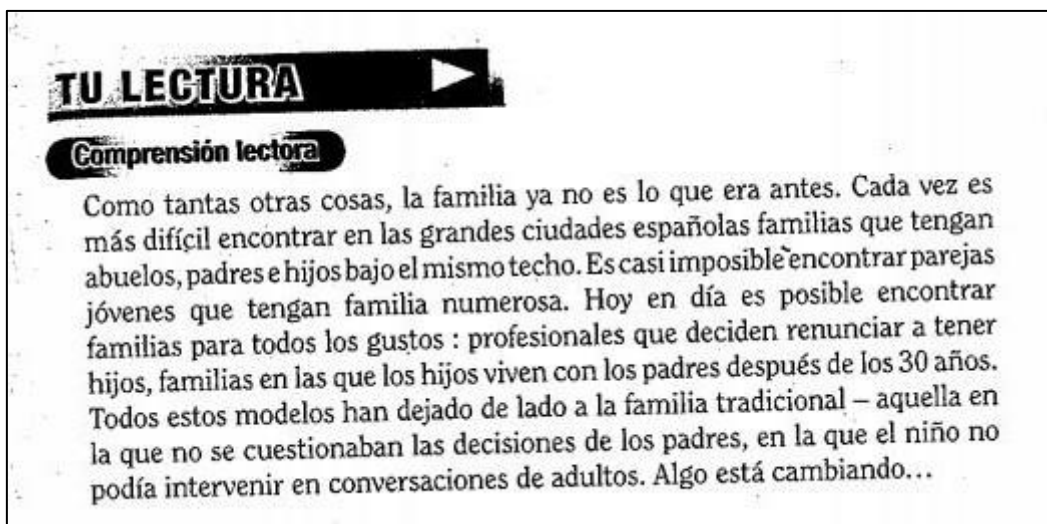 TU LECTURA
Comprensión lectora
Como tantas otras cosas, la familia ya no es lo que era antes. Cada vez es
más difícil encontrar en las grandes ciudades españolas familias que tengan
abuelos, padres e hijos bajo el mismo techo. Es casi imposible encontrar parejas
jóvenes que tengan familia numerosa. Hoy en día es posible encontrar
familias para todos los gustos : profesionales que deciden renunciar a tener
hijos, familias en las que los hijos viven con los padres después de los 30 años.
Todos estos modelos han dejado de lado a la familia tradicional – aquella en
la que no se cuestionaban las decisiones de los padres, en la que el niño no
podía intervenir en conversaciones de adultos. Algo está cambiando...